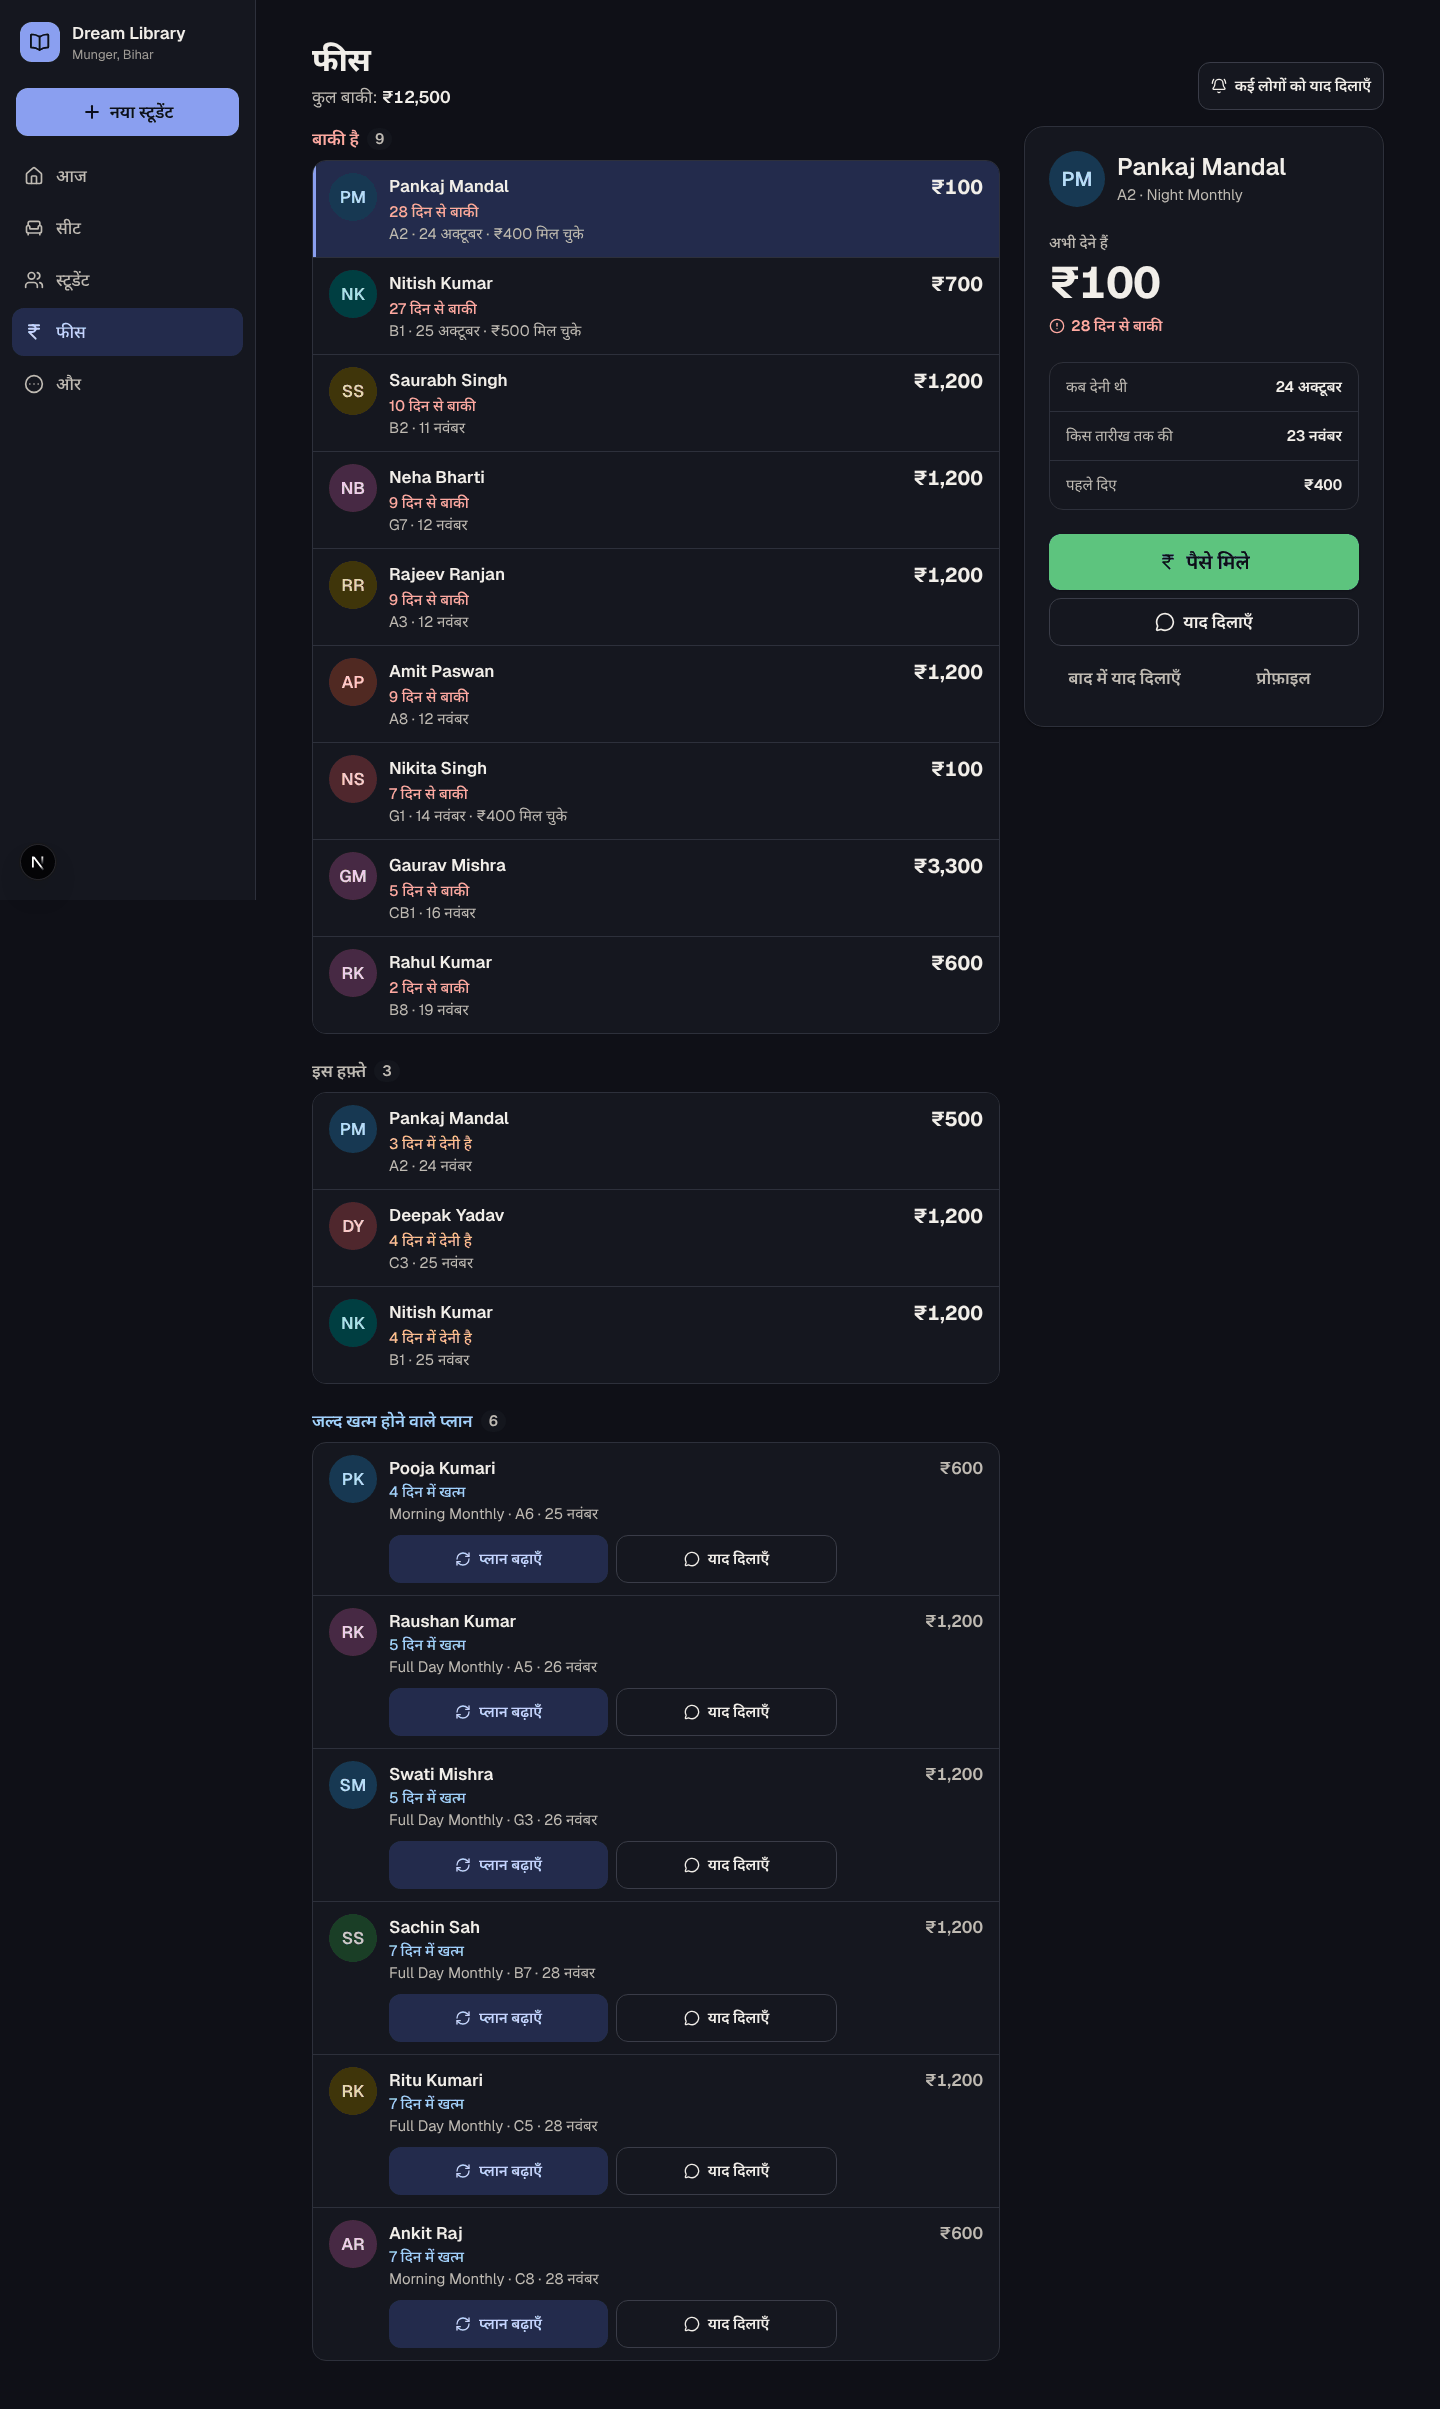 Dream Library
Munger, Bihar
नया स्टूडेंट
आज
सीट
स्टूडेंट
फीस
और
फीस
कुल बाकी: ₹12,500
कई लोगों को याद दिलाएँ
बाकी है 9
PM
Pankaj Mandal
₹100
28 दिन से बाकी
A2 · 24 अक्टूबर · ₹400 मिल चुके
NK
Nitish Kumar
₹700
27 दिन से बाकी
B1 · 25 अक्टूबर · ₹500 मिल चुके
SS
Saurabh Singh
₹1,200
10 दिन से बाकी
B2 · 11 नवंबर
NB
Neha Bharti
₹1,200
9 दिन से बाकी
G7 · 12 नवंबर
RR
Rajeev Ranjan
₹1,200
9 दिन से बाकी
A3 · 12 नवंबर
AP
Amit Paswan
₹1,200
9 दिन से बाकी
A8 · 12 नवंबर
NS
Nikita Singh
₹100
7 दिन से बाकी
G1 · 14 नवंबर · ₹400 मिल चुके
GM
Gaurav Mishra
₹3,300
5 दिन से बाकी
CB1 · 16 नवंबर
RK
Rahul Kumar
₹600
2 दिन से बाकी
B8 · 19 नवंबर
इस हफ़्ते 3
PM
Pankaj Mandal
₹500
3 दिन में देनी है
A2 · 24 नवंबर
DY
Deepak Yadav
₹1,200
4 दिन में देनी है
C3 · 25 नवंबर
NK
Nitish Kumar
₹1,200
4 दिन में देनी है
B1 · 25 नवंबर
जल्द खत्म होने वाले प्लान 6
PK
Pooja Kumari
₹600
4 दिन में खत्म
Morning Monthly · A6 · 25 नवंबर
प्लान बढ़ाएँ
याद दिलाएँ
RK
Raushan Kumar
₹1,200
5 दिन में खत्म
Full Day Monthly · A5 · 26 नवंबर
प्लान बढ़ाएँ
याद दिलाएँ
SM
Swati Mishra
₹1,200
5 दिन में खत्म
Full Day Monthly · G3 · 26 नवंबर
प्लान बढ़ाएँ
याद दिलाएँ
SS
Sachin Sah
₹1,200
7 दिन में खत्म
Full Day Monthly · B7 · 28 नवंबर
प्लान बढ़ाएँ
याद दिलाएँ
RK
Ritu Kumari
₹1,200
7 दिन में खत्म
Full Day Monthly · C5 · 28 नवंबर
प्लान बढ़ाएँ
याद दिलाएँ
AR
Ankit Raj
₹600
7 दिन में खत्म
Morning Monthly · C8 · 28 नवंबर
प्लान बढ़ाएँ
याद दिलाएँ
PM
Pankaj Mandal
A2 · Night Monthly
अभी देने हैं
₹100
28 दिन से बाकी
कब देनी थी 24 अक्टूबर
किस तारीख तक की 23 नवंबर
पहले दिए ₹400
₹ पैसे मिले
याद दिलाएँ
बाद में याद दिलाएँ
प्रोफ़ाइल
N